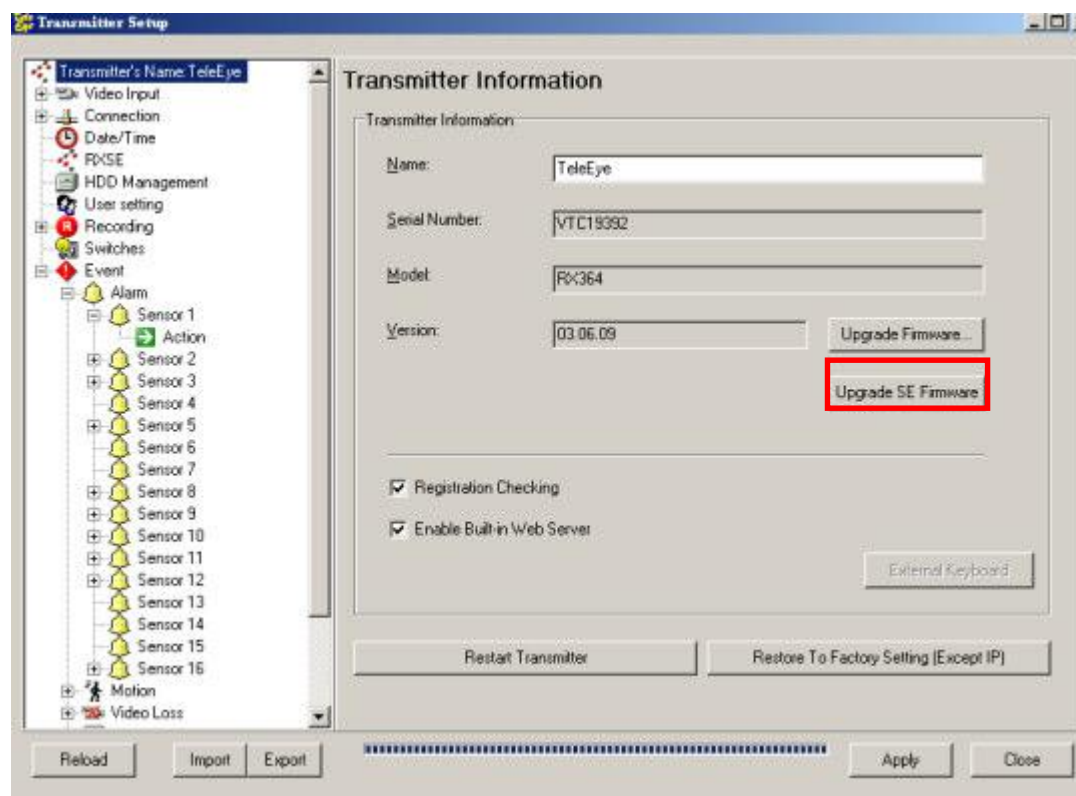 Transmitter Setup
Transmitter's Name:TeleEye
Video Input
Connection
Date/Time
RXSE
HDD Management
User setting
Recording
Switches
Event
Alarm
Sensor 1
Action
Sensor 2
Sensor 3
Sensor 4
Sensor 5
Sensor 6
Sensor 7
Sensor 8
Sensor 9
Sensor 10
Sensor 11
Sensor 12
Sensor 13
Sensor 14
Sensor 15
Sensor 16
Motion
Video Loss
Transmitter Information
Transmitter Information
Name:
TeleEye
Serial Number:
VTC19392
Model:
RX364
Version:
03.06.09
Upgrade Firmware...
Upgrade SE Firmware
Registration Checking
Enable Built-in Web Server
External Keyboard
Restart Transmitter
Restore To Factory Setting (Except IP)
Reload
Import
Export
Apply
Close